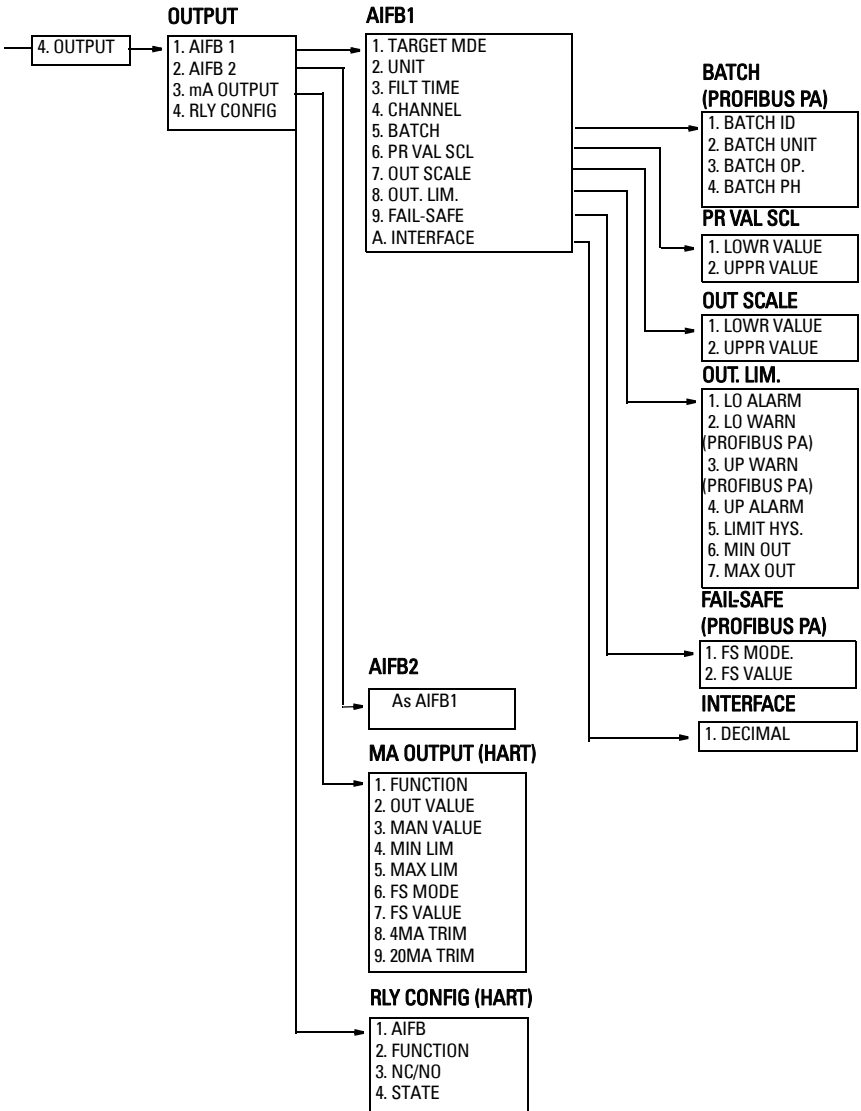 4. OUTPUT
OUTPUT
1. AIFB 1
2. AIFB 2
3. mA OUTPUT
4. RLY CONFIG
AIFB1
1. TARGET MDE
2. UNIT
3. FILT TIME
4. CHANNEL
5. BATCH
6. PR VAL SCL
7. OUT SCALE
8. OUT. LIM.
9. FAIL-SAFE
A. INTERFACE
BATCH
(PROFIBUS PA)
1. BATCH ID
2. BATCH UNIT
3. BATCH OP.
4. BATCH PH
PR VAL SCL
1. LOWR VALUE
2. UPPR VALUE
OUT SCALE
1. LOWR VALUE
2. UPPR VALUE
OUT. LIM.
1. LO ALARM
2. LO WARN
(PROFIBUS PA)
3. UP WARN
(PROFIBUS PA)
4. UP ALARM
5. LIMIT HYS.
6. MIN OUT
7. MAX OUT
FAIL-SAFE
(PROFIBUS PA)
1. FS MODE.
2. FS VALUE
INTERFACE
1. DECIMAL
AIFB2
As AIFB1
MA OUTPUT (HART)
1. FUNCTION
2. OUT VALUE
3. MAN VALUE
4. MIN LIM
5. MAX LIM
6. FS MODE
7. FS VALUE
8. 4MA TRIM
9. 20MA TRIM
RLY CONFIG (HART)
1. AIFB
2. FUNCTION
3. NC/NO
4. STATE